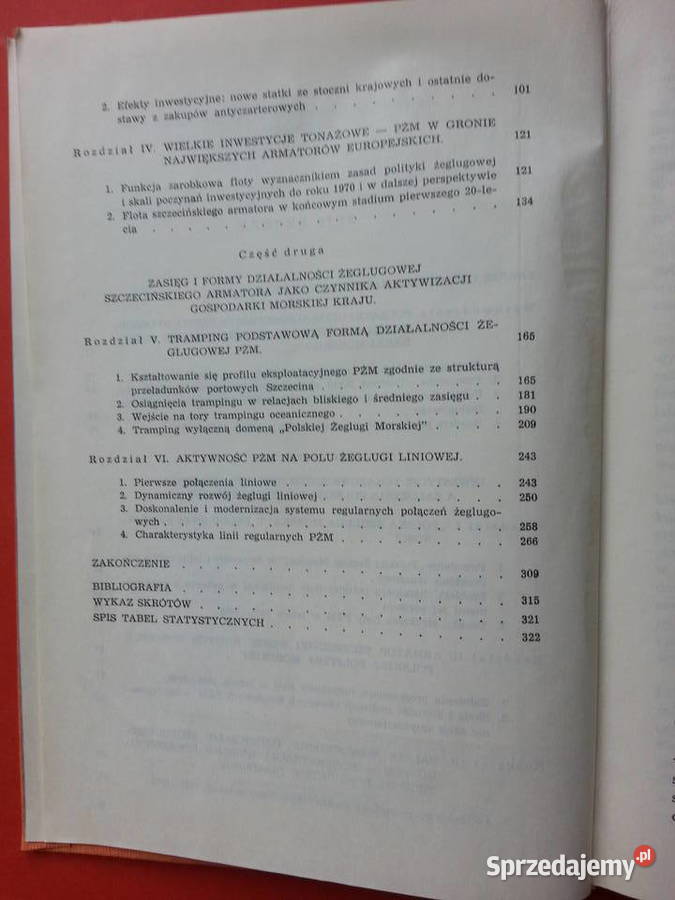 2. Efekty inwestycyjne: nowe statki ze stoczni krajowych i ostatnie do-
stawy z zakupów antyczarterowych . . . . . . . . . 101
Rozdział IV. WIELKIE INWESTYCJE TONAŻOWE — PŻM W GRONIE
NAJWIĘKSZYCH ARMATORÓW EUROPEJSKICH. 121
1. Funkcja zarobkowa floty wyznacznikiem zasad polityki żeglugowej
i skali poczynań inwestycyjnych do roku 1970 i w dalszej perspektywie 121
2. Flota szczecińskiego armatora w końcowym stadium pierwszego 20-le-
cia . . . . . . . . . . . . . . 134
Część druga
ZASIĘG I FORMY DZIAŁALNOŚCI ŻEGLUGOWEJ
SZCZECIŃSKIEGO ARMATORA JAKO CZYNNIKA AKTYWIZACJI
GOSPODARKI MORSKIEJ KRAJU.
Rozdział V. TRAMPING PODSTAWOWĄ FORMĄ DZIAŁALNOŚCI ŻE-
GLUGOWEJ PŻM. 165
1. Kształtowanie się profilu eksploatacyjnego PŻM zgodnie ze strukturą
przeładunków portowych Szczecina . . . . . . . . . 165
2. Osiągnięcia trampingu w relacjach bliskiego i średniego zasięgu . . 181
3. Wejście na tory trampingu oceanicznego . . . . . . . . 190
4. Tramping wyłączną domeną „Polskiej Żeglugi Morskiej" . . . . 209
Rozdział VI. AKTYWNOŚĆ PŻM NA POLU ŻEGLUGI LINIOWEJ. 243
1. Pierwsze połączenia liniowe . . . . . . . . . . 243
2. Dynamiczny rozwój żeglugi liniowej . . . . . . . . . 250
3. Doskonalenie i modernizacja systemu regularnych połączeń żeglugo-
wych . . . . . . . . . . . . . . . 258
4. Charakterystyka linii regularnych PŻM . . . . . . . . 266
ZAKOŃCZENIE . . . . . . . . . . . . . 309
BIBLIOGRAFIA . . . . . . . . . . . . . 315
WYKAZ SKRÓTÓW . . . . . . . . . . . . 321
SPIS TABEL STATYSTYCZNYCH . . . . . . . . . 322
Sprzedajemy.pl